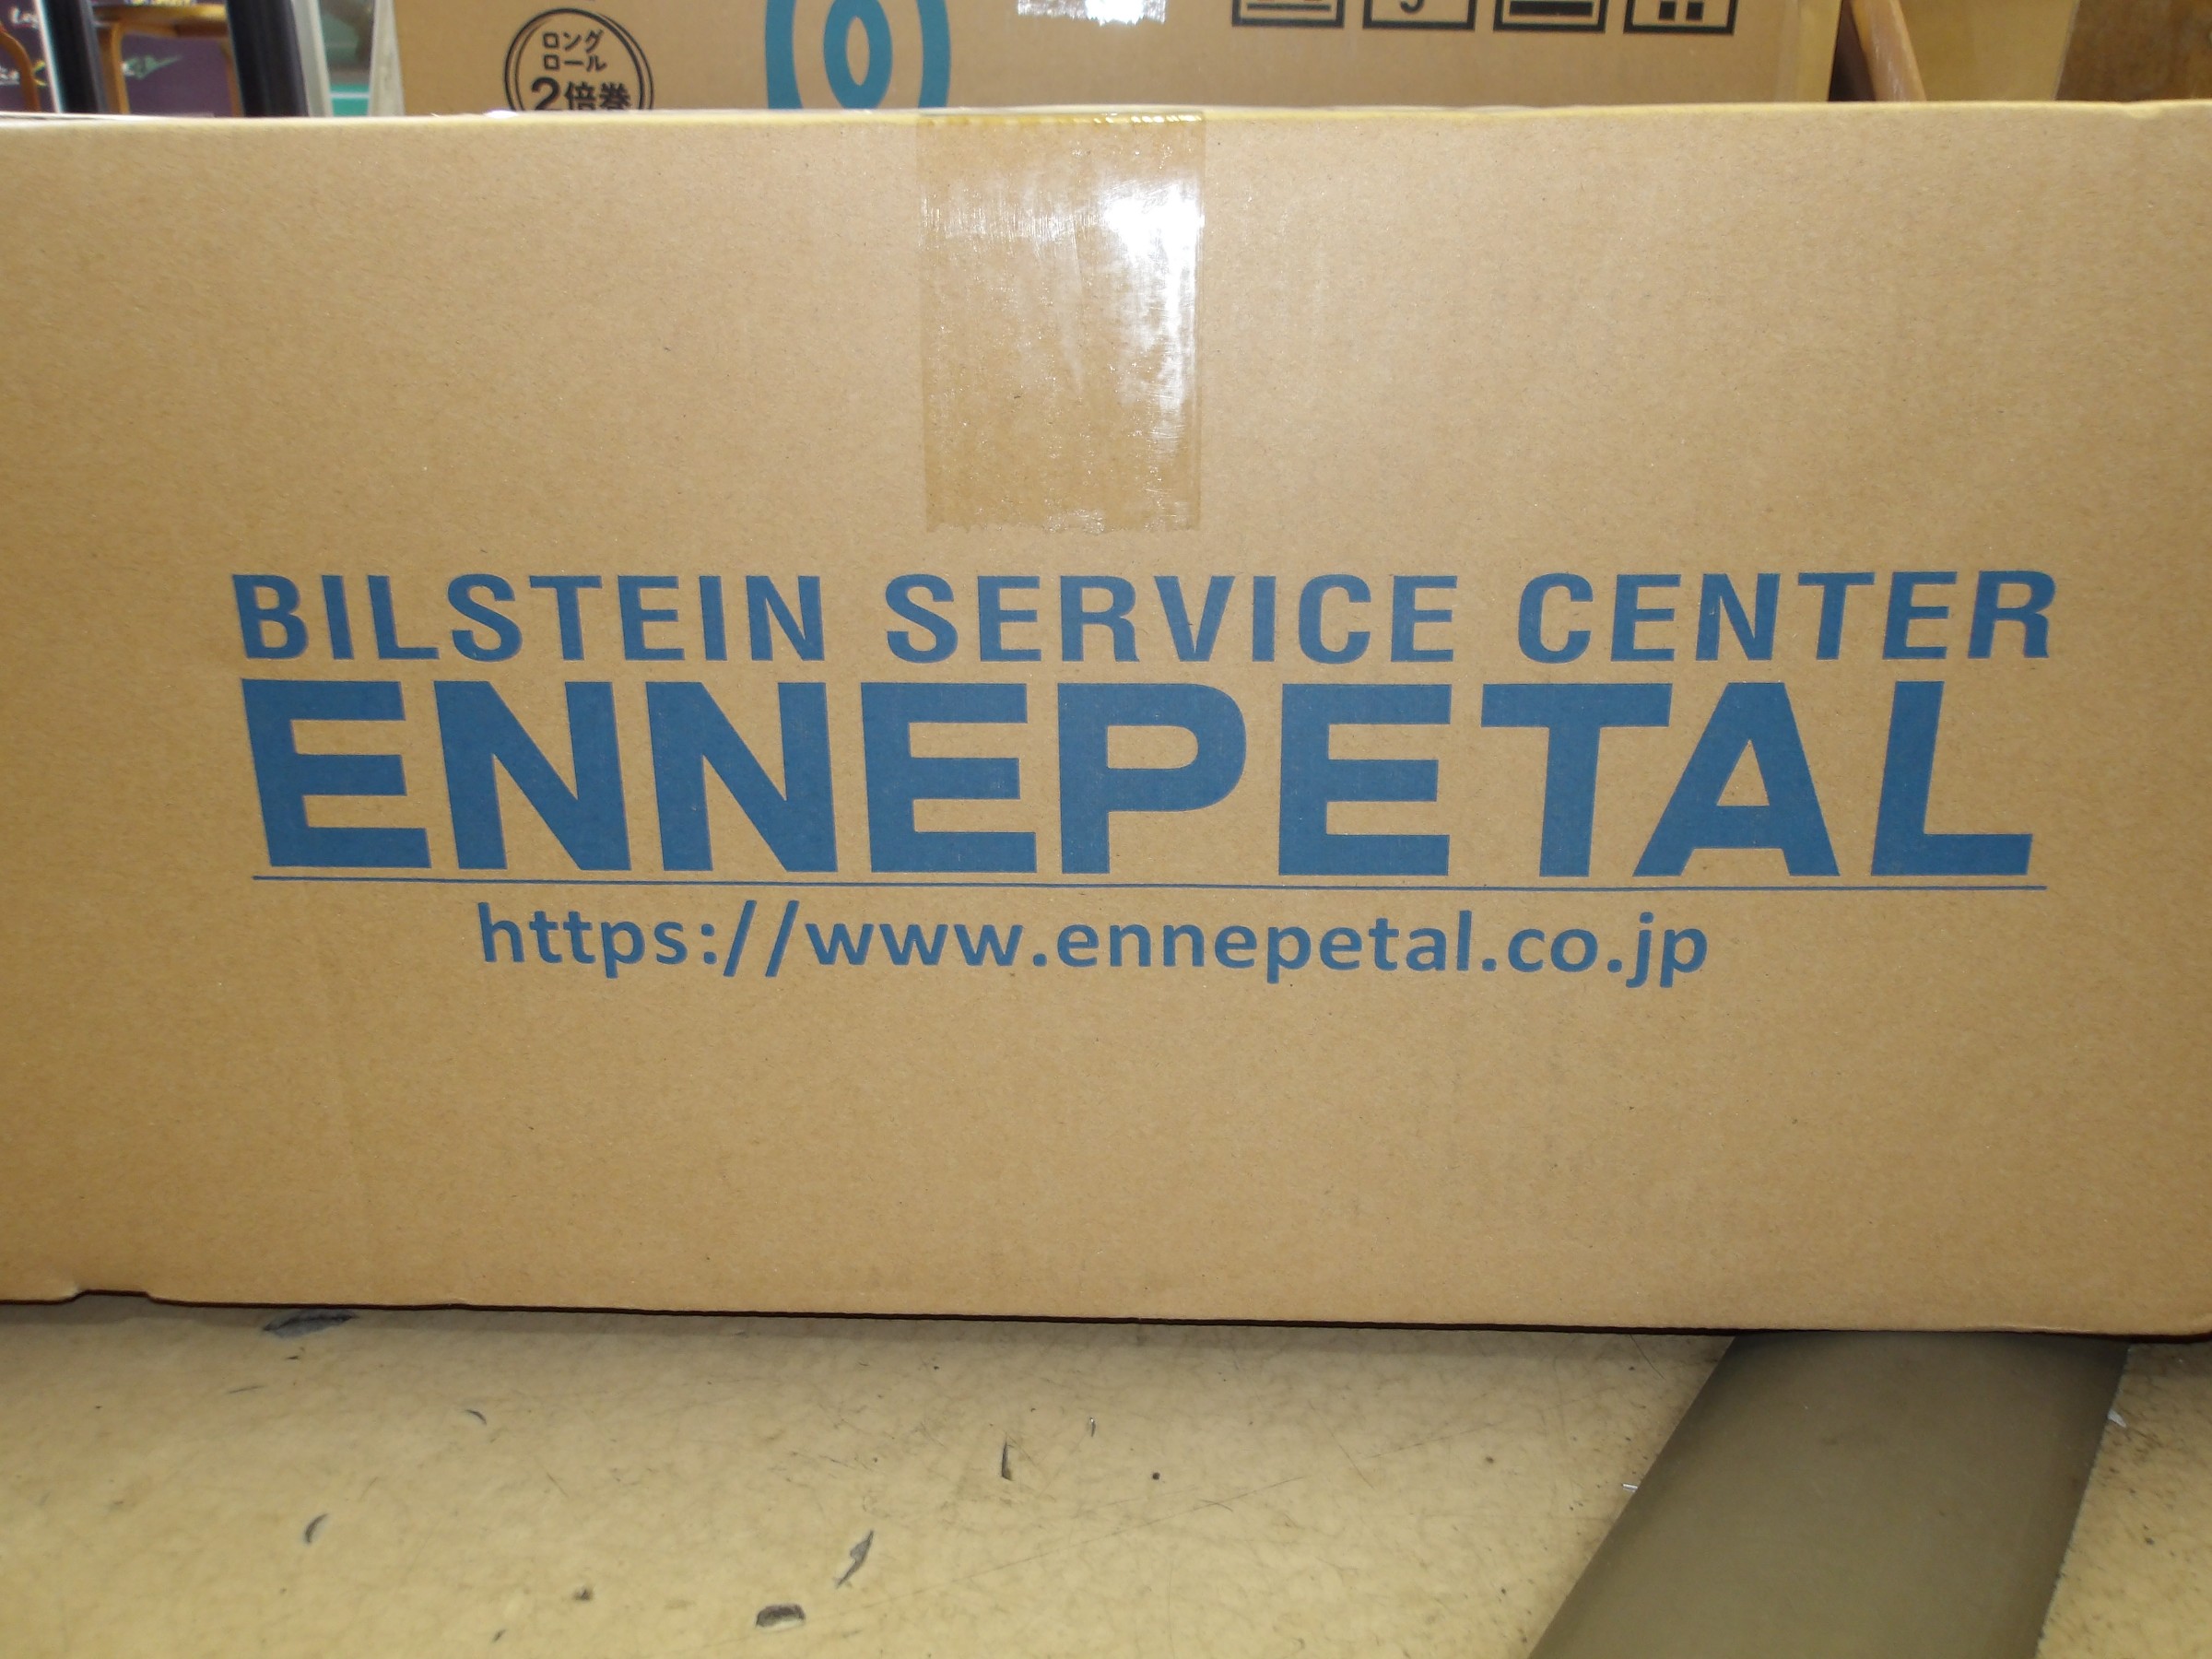 ロング
ロール
2倍巻
BILSTEIN SERVICE CENTER
ENNEPETAL
https://www.ennepetal.co.jp